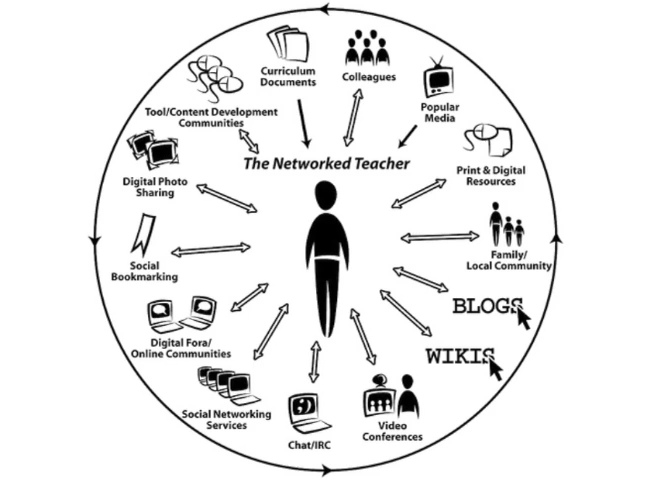 Curriculum
Documents
Colleagues
Popular
Media
Tool/Content Development
Communities
The Networked Teacher
Print & Digital
Resources
Digital Photo
Sharing
Family/
Local Community
Social
Bookmarking
BLOGS
WIKIS
Digital Fora/
Online Communities
Social Networking
Services
Chat/IRC
Video
Conferences